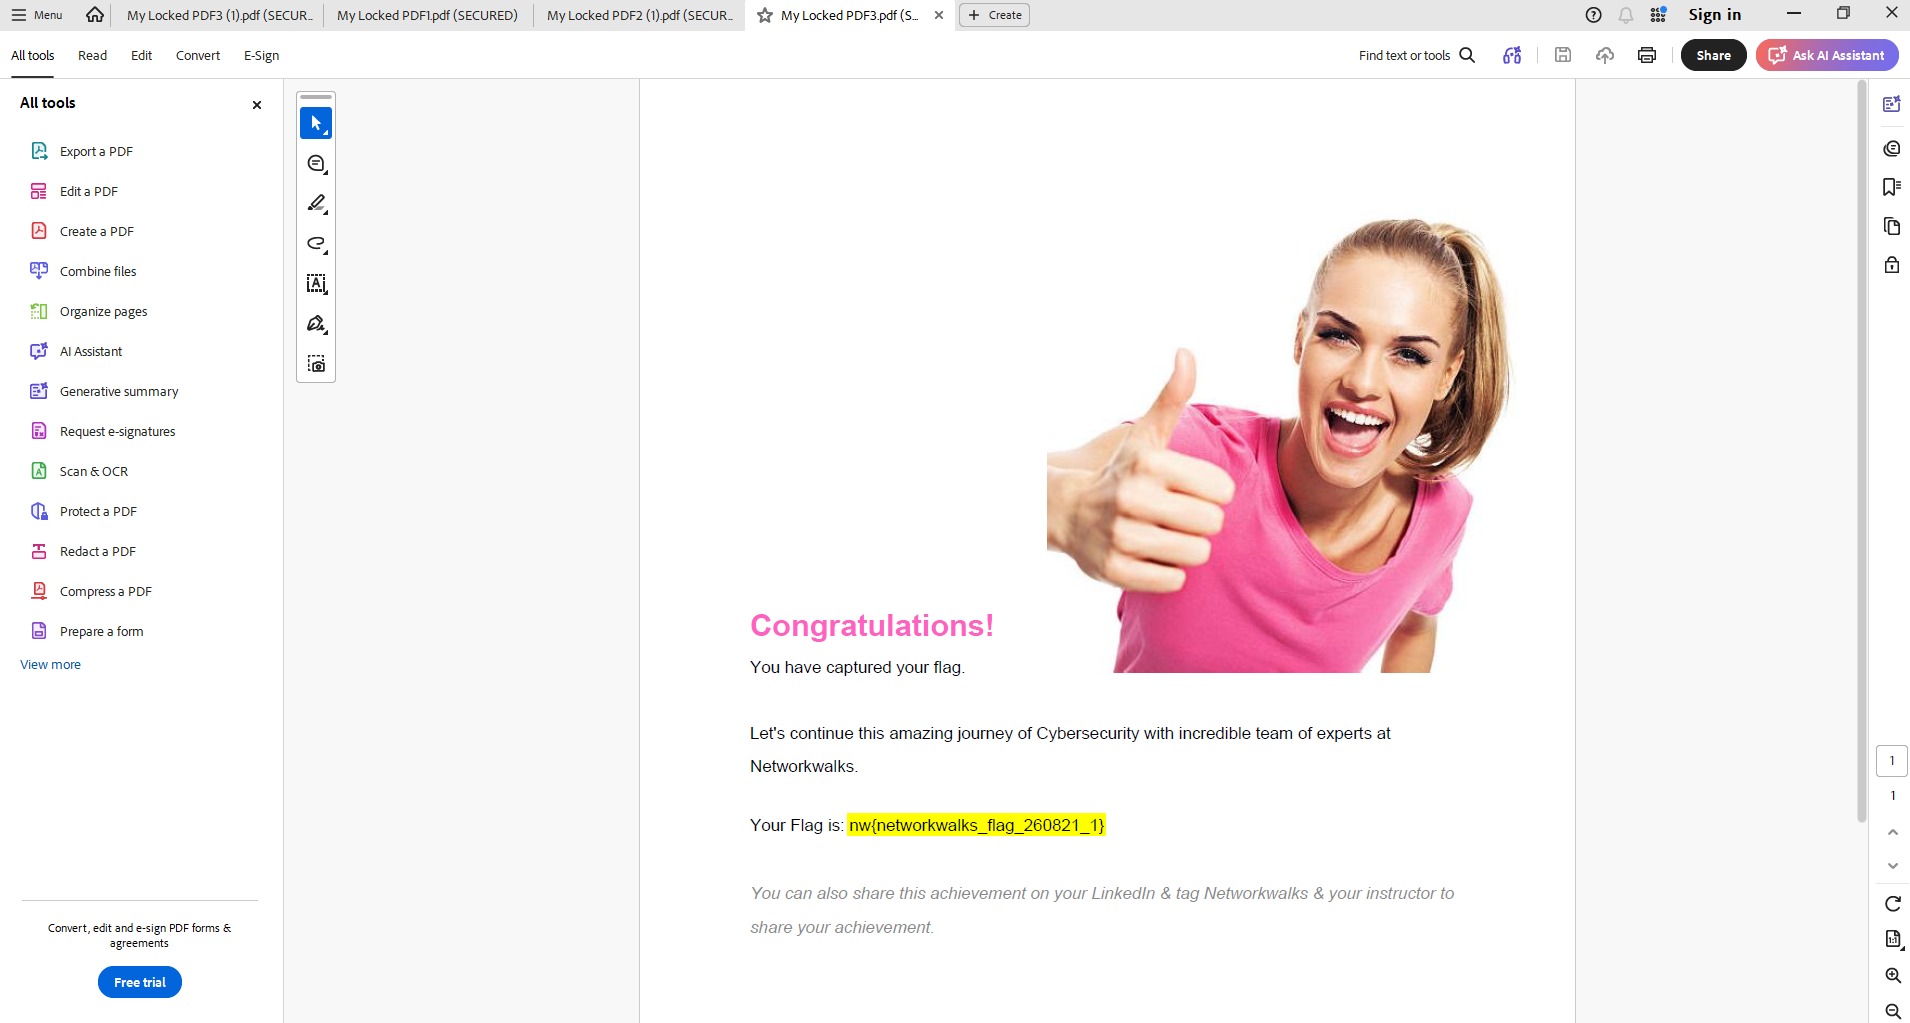 Menu
My Locked PDF3 (1).pdf (SECUR..
My Locked PDF1.pdf (SECURED)
My Locked PDF2 (1).pdf (SECUR..
My Locked PDF3.pdf (S...
Create
Sign in
All tools
Read
Edit
Convert
E-Sign
Find text or tools
Share
Ask AI Assistant
All tools
Export a PDF
Edit a PDF
Create a PDF
Combine files
Organize pages
AI Assistant
Generative summary
Request e-signatures
Scan & OCR
Protect a PDF
Redact a PDF
Compress a PDF
Prepare a form
View more
Convert, edit and e-sign PDF forms &
agreements
Free trial
Congratulations!
You have captured your flag.
Let's continue this amazing journey of Cybersecurity with incredible team of experts at
Networkwalks.
Your Flag is: nw{networkwalks_flag_260821_1}
You can also share this achievement on your LinkedIn & tag Networkwalks & your instructor to
share your achievement.
1
1